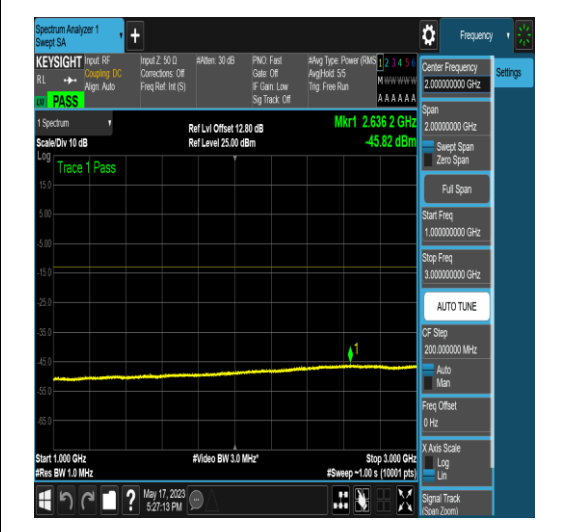 Spectrum Analyzer 1
Swept SA
+
Frequency
KEYSIGHT
RL
PASS
Input: RF
Coupling: DC
Align: Auto
Input Z: 50 Ω
Corrections: Off
Freq Ref: Int (S)
#Atten: 30 dB
PNO: Fast
Gate: Off
IF Gain: Low
Sig Track: Off
#Avg Type: Power (RMS
Avg|Hold: 5/5
Trig: Free Run
1 2 3 4 5 6
M W W W W W
A A A A A A
1 Spectrum
Scale/Div 10 dB
Ref Lvl Offset 12.80 dB
Ref Level 25.00 dBm
Mkr1 2.636 2 GHz
-45.82 dBm
Log
Trace 1 Pass
15.0
5.00
-5.00
-15.0
-25.0
-35.0
-45.0
-55.0
-65.0
1
Start 1.000 GHz
#Res BW 1.0 MHz
#Video BW 3.0 MHz*
Stop 3.000 GHz
#Sweep ~1.00 s (10001 pts)
Center Frequency
2.000000000 GHz
Settings
Span
2.00000000 GHz
Swept Span
Zero Span
Full Span
Start Freq
1.000000000 GHz
Stop Freq
3.000000000 GHz
AUTO TUNE
CF Step
200.000000 MHz
Auto
Man
Freq Offset
0 Hz
X Axis Scale
Log
Lin
Signal Track
(Span Zoom)
?
May 17, 2023
5:27:13 PM